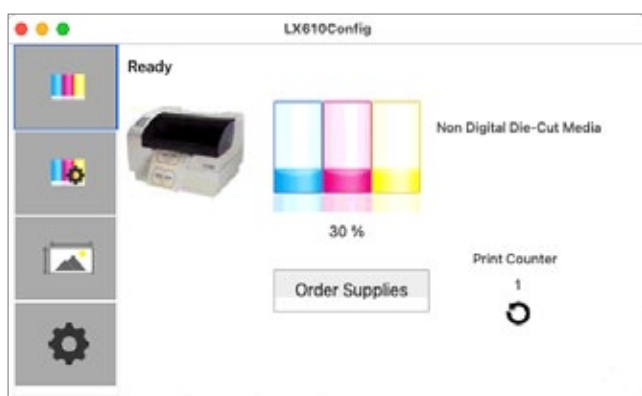 LX610Config
Ready
Non Digital Die-Cut Media
30 %
Print Counter
1
Order Supplies